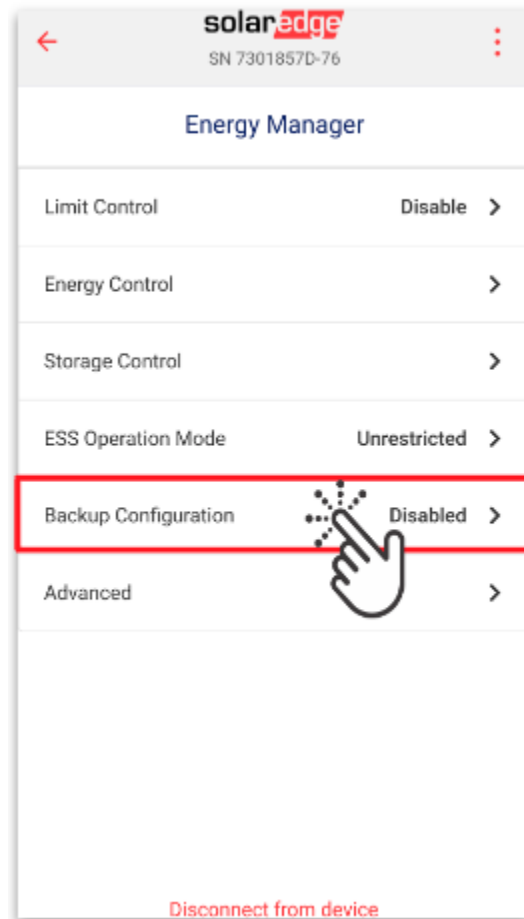 solaredge
SN 7301857D-76
Energy Manager
Limit Control Disable
Energy Control
Storage Control
ESS Operation Mode Unrestricted
Backup Configuration Disabled
Advanced
Disconnect from device